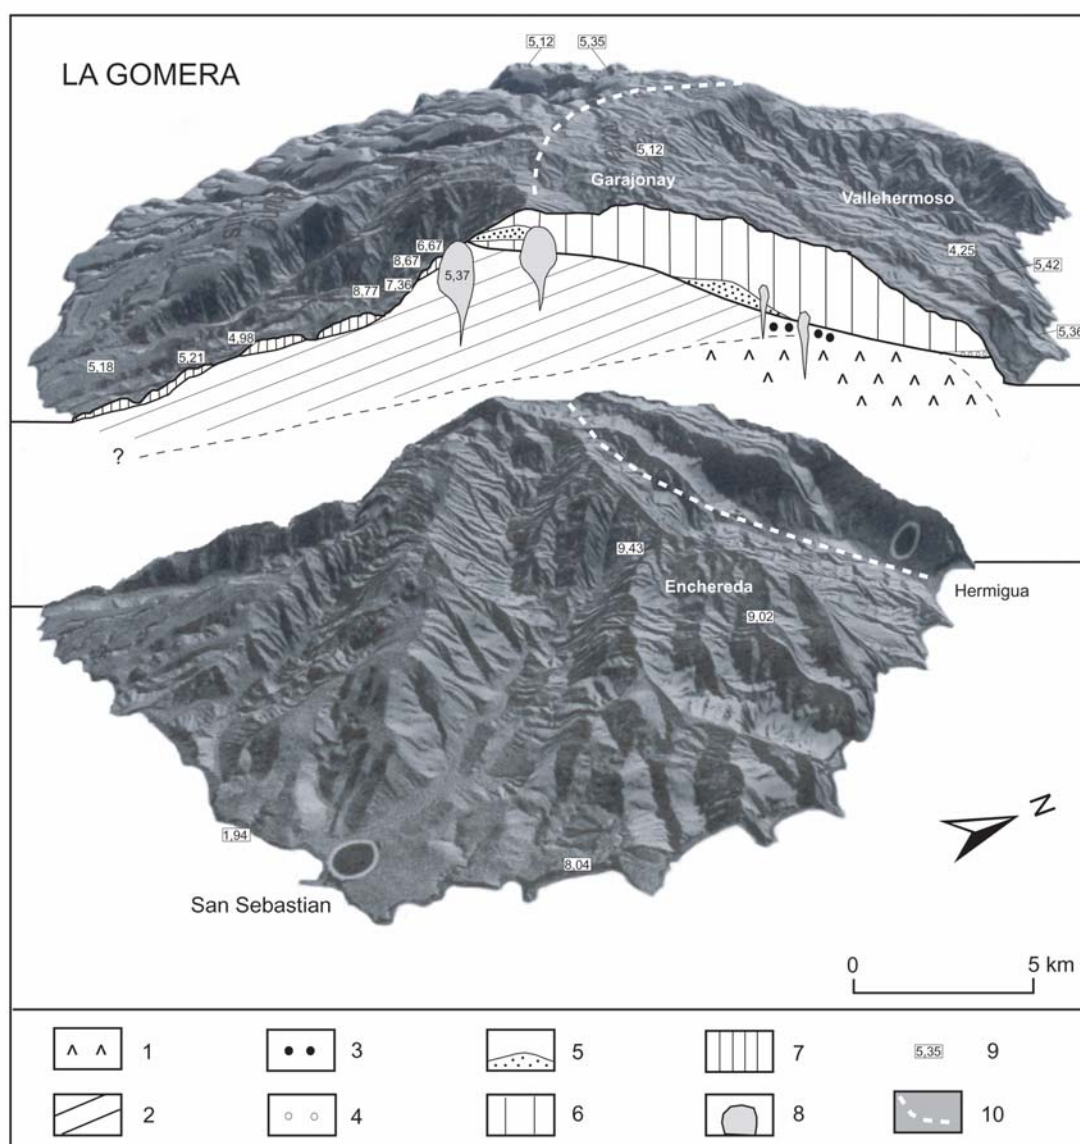 5,12 5,35
LA GOMERA
5,12
Garajonay
Vallehermoso
6,67
4,25
8,67
5,42
5,37
7,36
8,77
4,98
5,36
5,21
5,18
?
9,43
Enchereda
Hermigua
9,02
N
1,94
8,04
San Sebastian
0 5 km
1 3 5 7 5,35 9
2 4 6 8 10